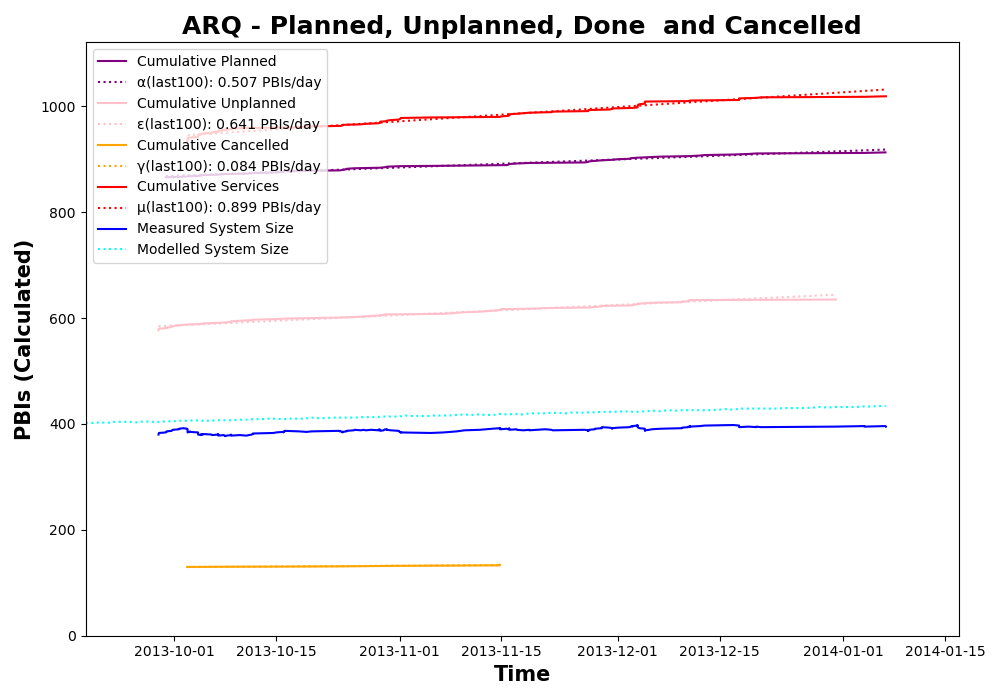 ARQ - Planned, Unplanned, Done  and Cancelled
PBIs (Calculated)
1000
800
600
400
200
0
Cumulative Planned
α(last100): 0.507 PBIs/day
Cumulative Unplanned
ε(last100): 0.641 PBIs/day
Cumulative Cancelled
γ(last100): 0.084 PBIs/day
Cumulative Services
μ(last100): 0.899 PBIs/day
Measured System Size
Modelled System Size
2013-10-01 2013-10-15 2013-11-01 2013-11-15 2013-12-01 2013-12-15 2014-01-01 2014-01-15
Time